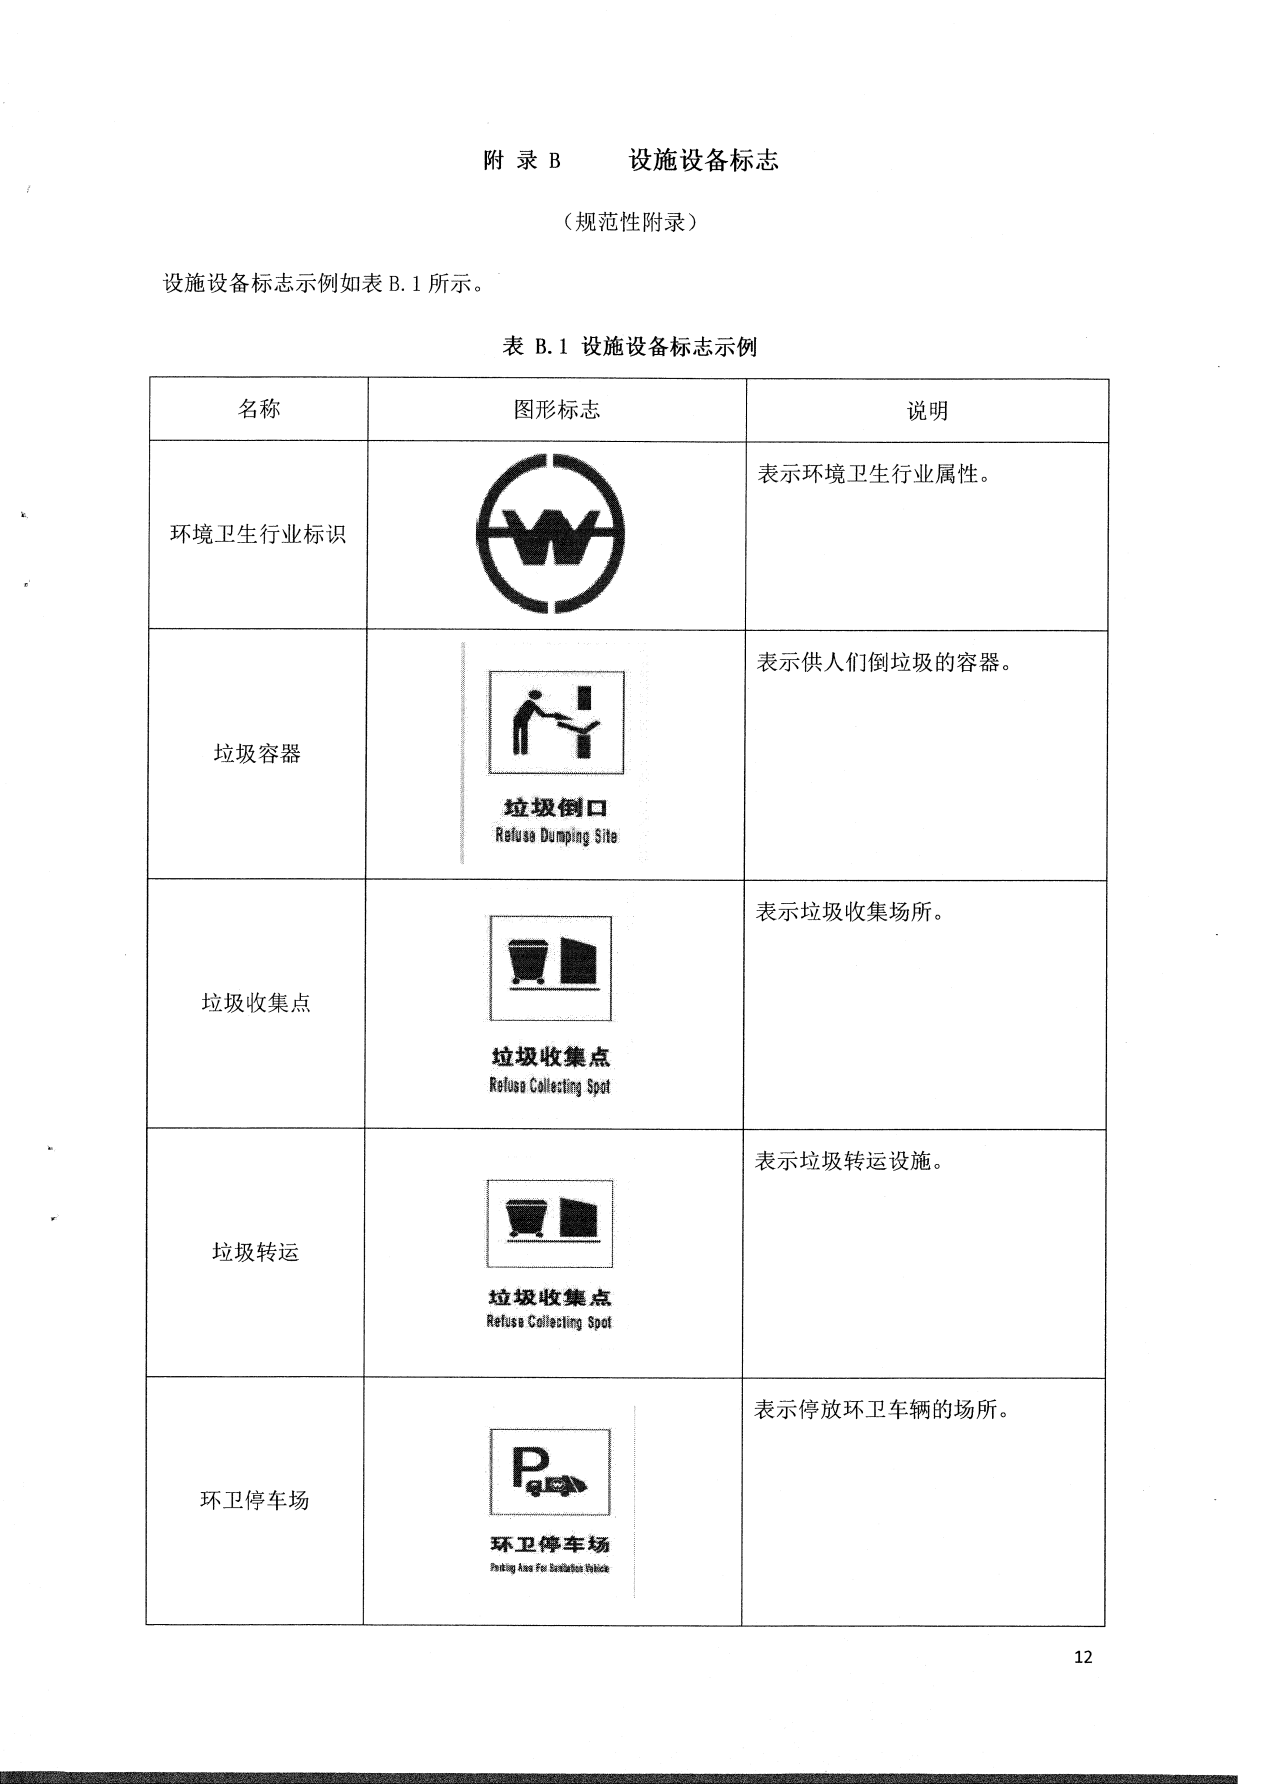 附 录 B 设施设备标志
（规范性附录）
设施设备标志示例如表 B.1 所示。
表 B.1 设施设备标志示例
名称 图形标志 说明
环境卫生行业标识
表示环境卫生行业属性。
垃圾容器
垃圾倒口
Refuse Dumping Site
表示供人们倒垃圾的容器。
垃圾收集点
垃圾收集点
Refuse Collecting Spot
表示垃圾收集场所。
垃圾转运
垃圾收集点
Refuse Collecting Spot
表示垃圾转运设施。
环卫停车场
P
环卫停车场
Parking Area For Sanitation Vehicle
表示停放环卫车辆的场所。
12